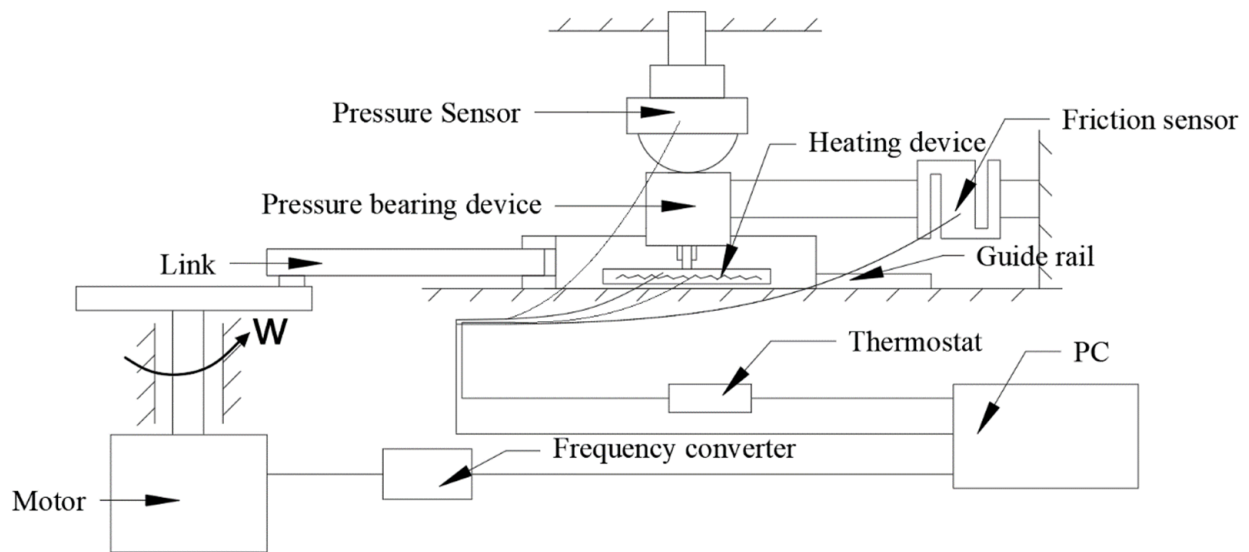 Pressure Sensor
Friction sensor
Heating device
Pressure bearing device
Link
Guide rail
W
Thermostat
PC
Frequency converter
Motor